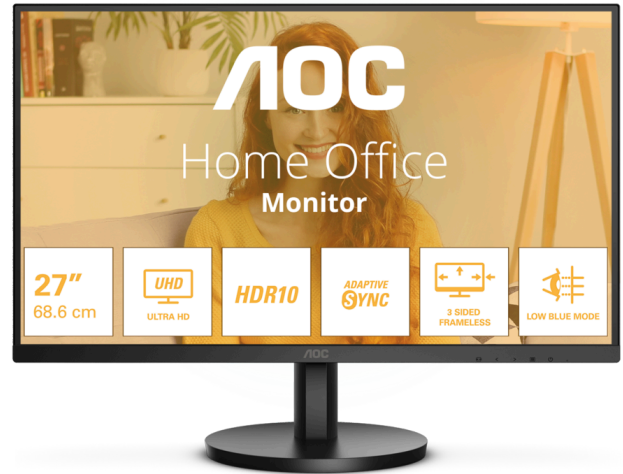 AOC
Home Office
Monitor
27"
68.6 cm
UHD
ULTRA HD
HDR10
ADAPTIVE
SYNC
3 SIDED
FRAMELESS
LOW BLUE MODE
AOC